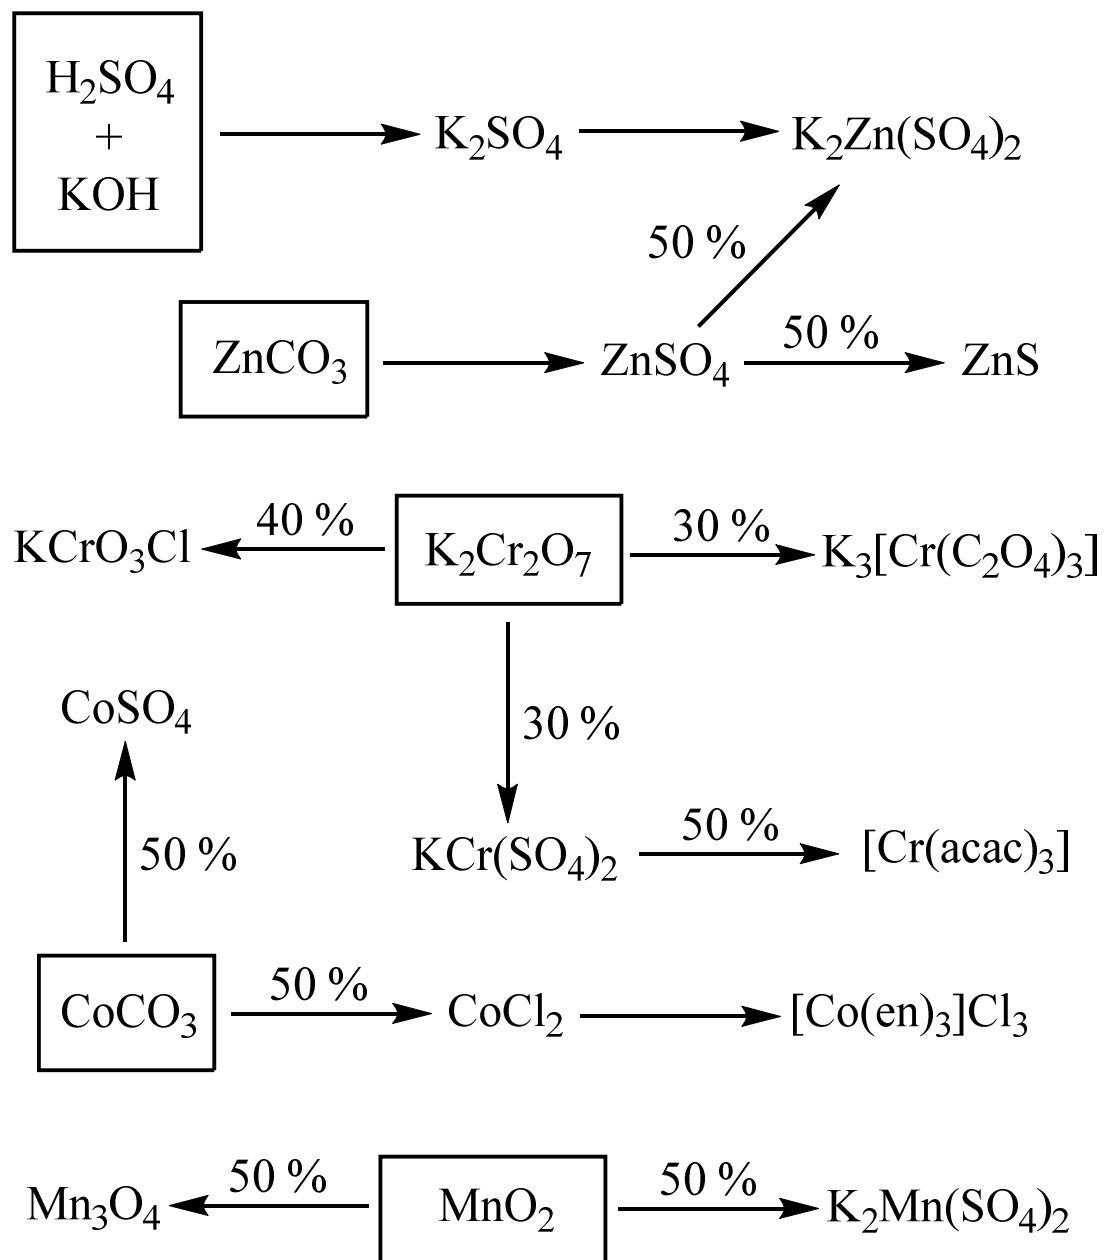 H₂SO₄
+
KOH
K₂SO₄
K₂Zn(SO₄)₂
50 %
ZnCO₃
ZnSO₄
50 %
ZnS
KCrO₃Cl
40 %
K₂Cr₂O₇
30 %
K₃[Cr(C₂O₄)₃]
CoSO₄
30 %
50 %
KCr(SO₄)₂
50 %
[Cr(acac)₃]
CoCO₃
50 %
CoCl₂
[Co(en)₃]Cl₃
Mn₃O₄
50 %
MnO₂
50 %
K₂Mn(SO₄)₂